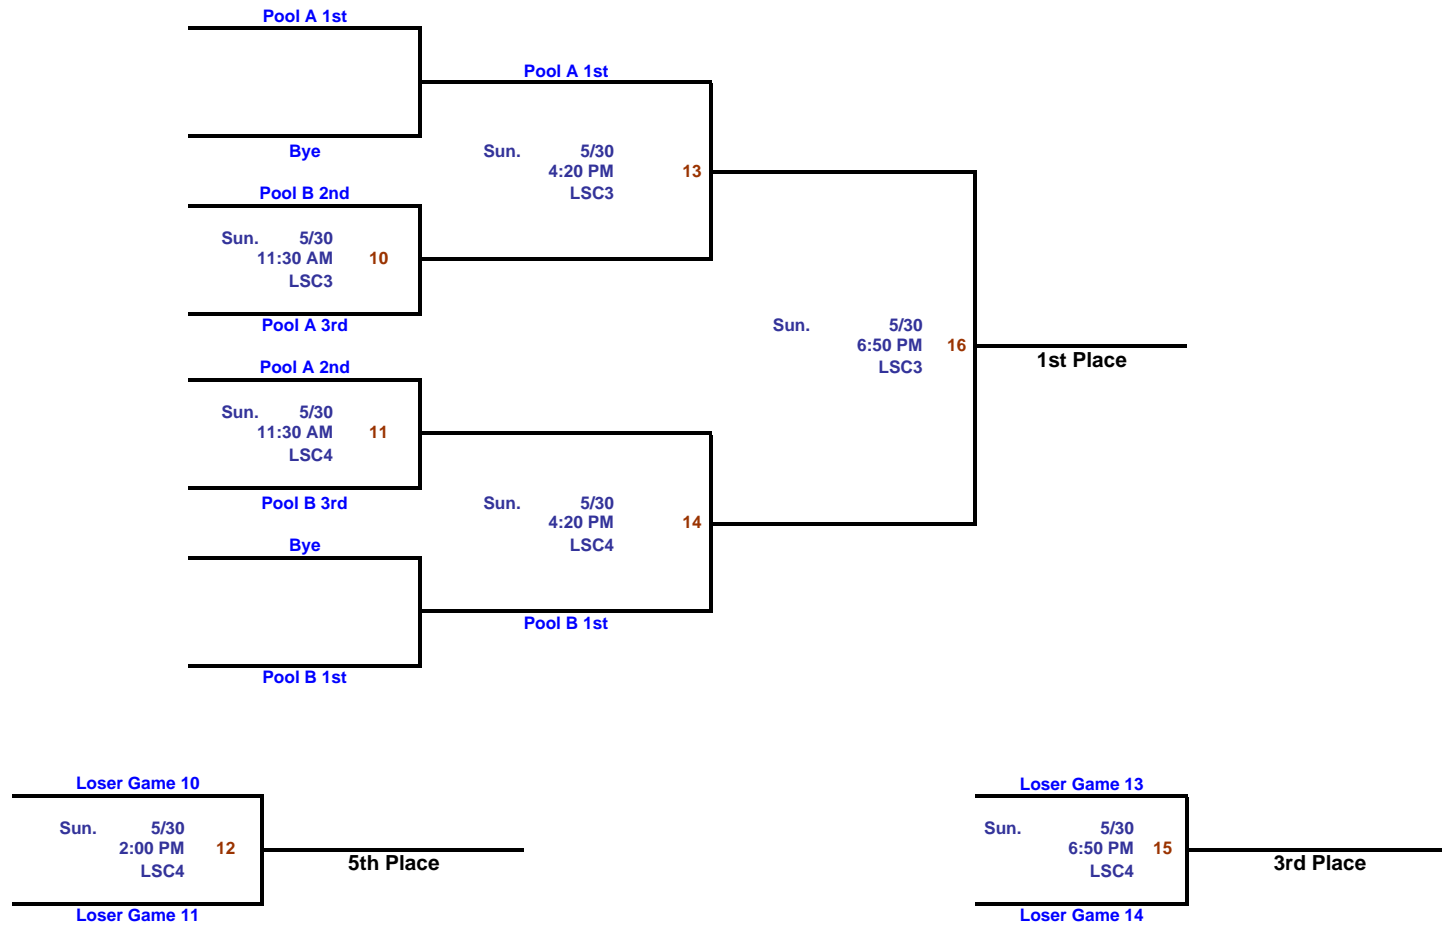 Pool A 1st
Pool A 1st
Bye
Sun. 5/30
4:20 PM 13
LSC3
Pool B 2nd
Sun. 5/30
11:30 AM 10
LSC3
Pool A 3rd
Sun. 5/30
6:50 PM 16
LSC3
1st Place
Pool A 2nd
Sun. 5/30
11:30 AM 11
LSC4
Pool B 3rd
Sun. 5/30
4:20 PM 14
LSC4
Bye
Pool B 1st
Pool B 1st
Loser Game 10
Sun. 5/30
2:00 PM 12
LSC4
5th Place
Loser Game 11
Loser Game 13
Sun. 5/30
6:50 PM 15
LSC4
3rd Place
Loser Game 14